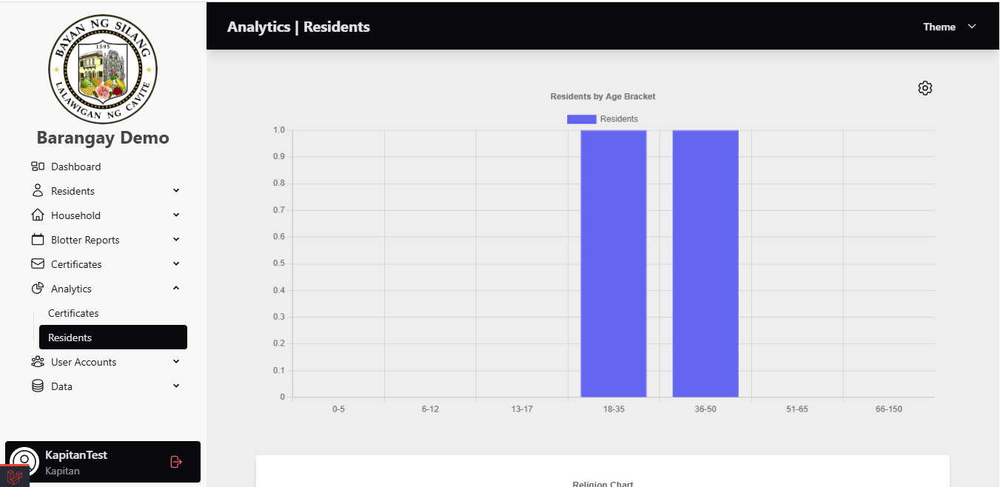 BAYAN NG SILANG
1595
LALAWIGAN NG CAVITE
Barangay Demo
Dashboard
Residents
Household
Blotter Reports
Certificates
Analytics
Certificates
Residents
User Accounts
Data
KapitanTest
Kapitan
Analytics | Residents
Theme
Residents by Age Bracket
Residents
1.0
0.9
0.8
0.7
0.6
0.5
0.4
0.3
0.2
0.1
0
0-5 6-12 13-17 18-35 36-50 51-65 66-150
Religion Chart